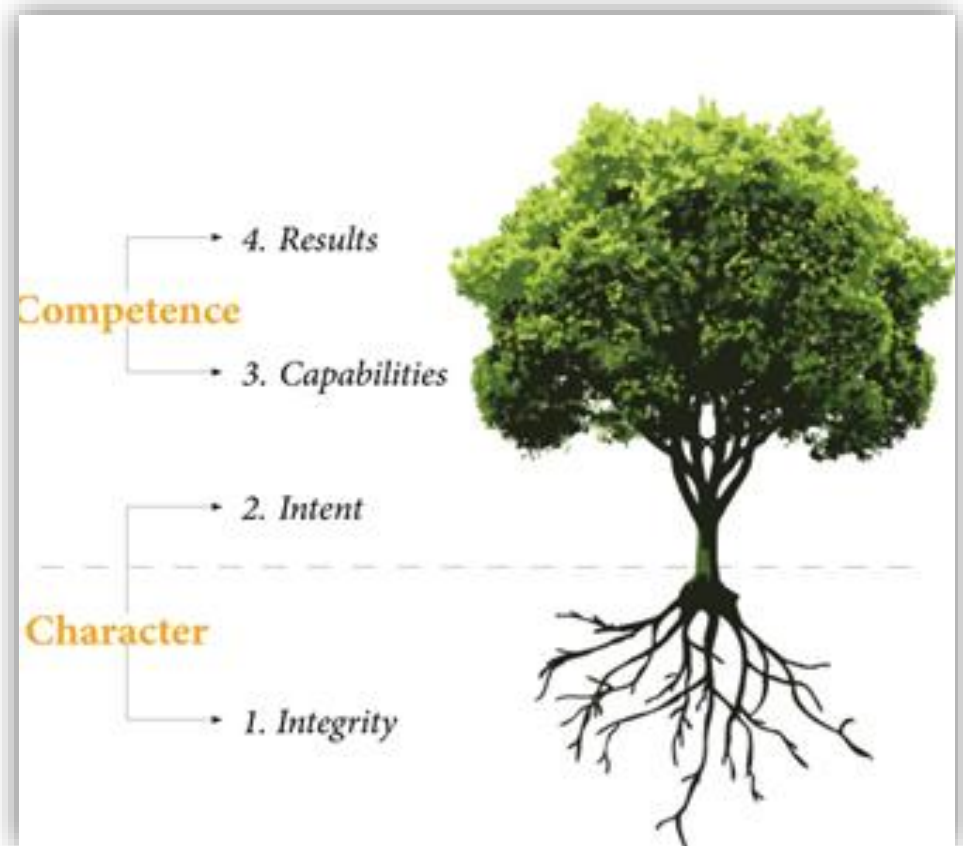 4. Results
Competence
3. Capabilities
2. Intent
Character
1. Integrity